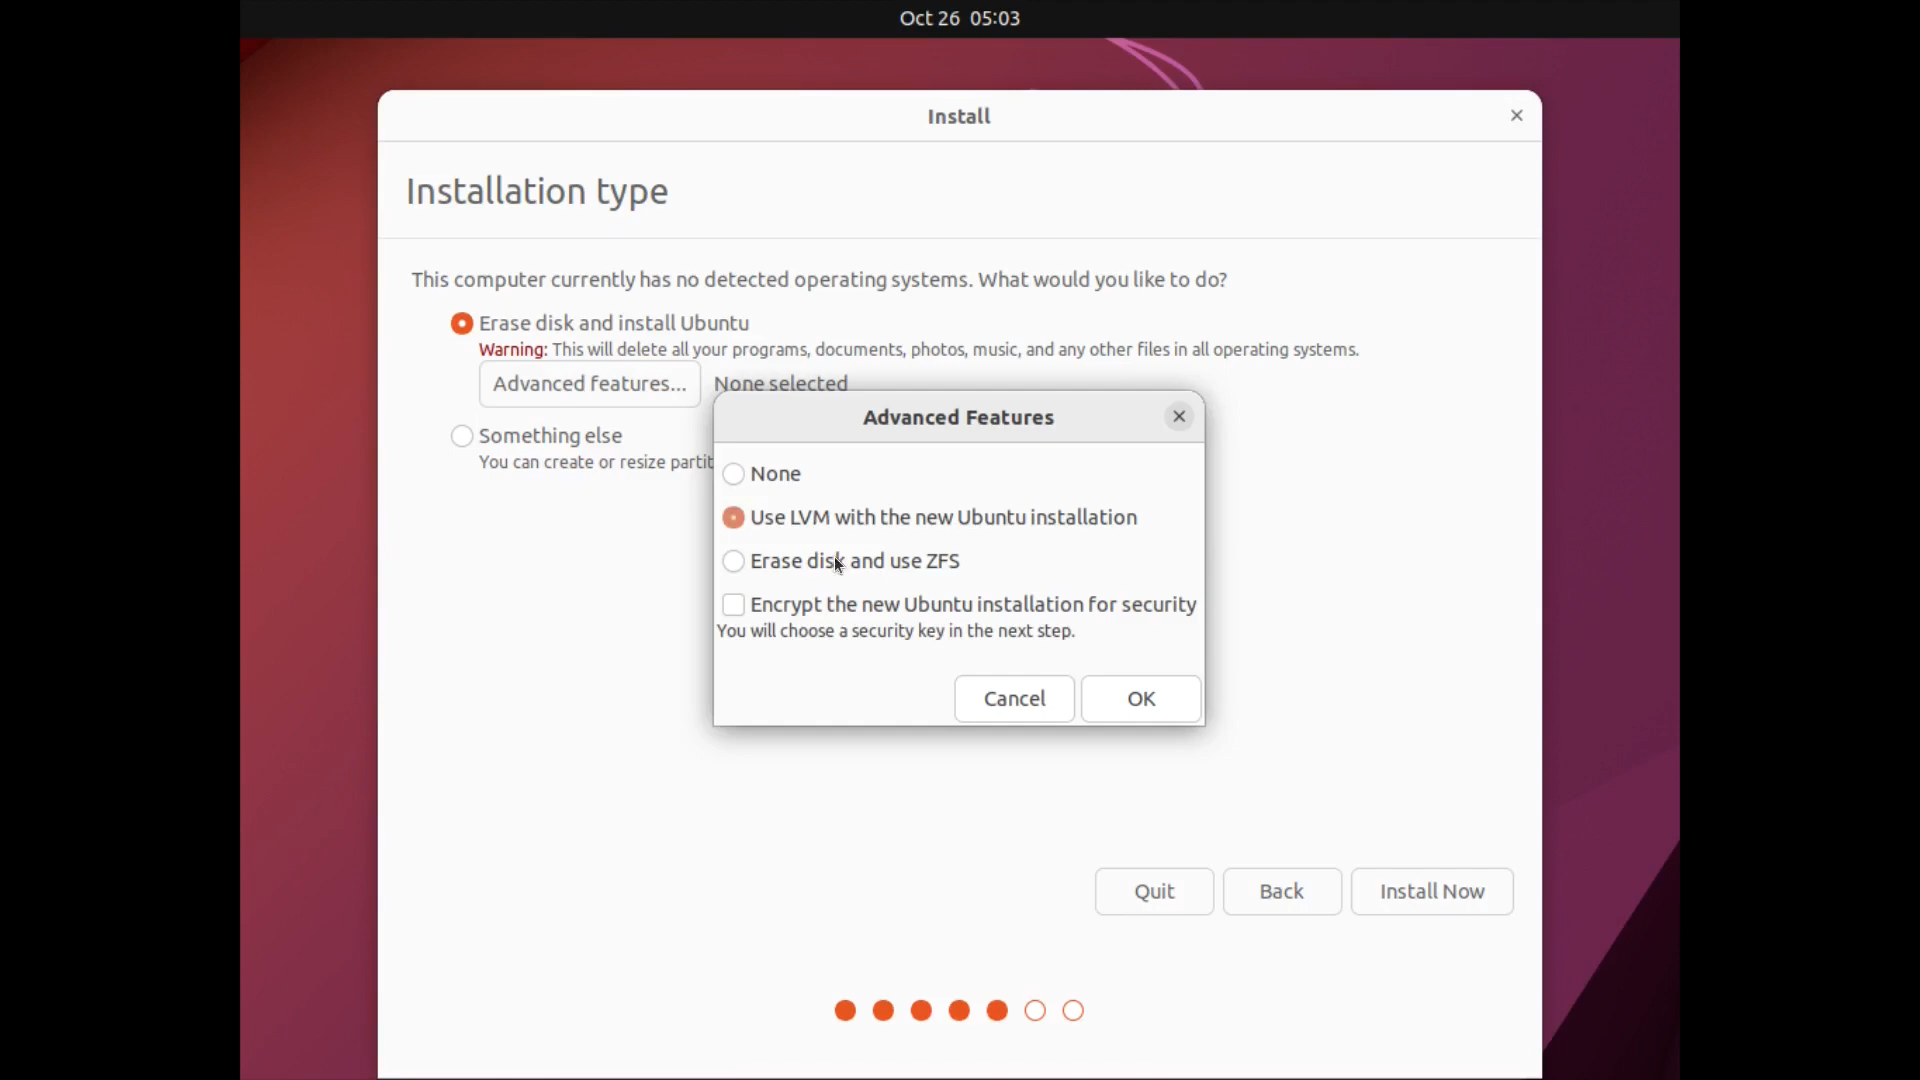 Oct 26 05:03
Install
Installation type
This computer currently has no detected operating systems. What would you like to do?
Erase disk and install Ubuntu
Warning: This will delete all your programs, documents, photos, music, and any other files in all operating systems.
Advanced features... None selected
Something else
You can create or resize partit
Advanced Features
None
Use LVM with the new Ubuntu installation
Erase disk and use ZFS
Encrypt the new Ubuntu installation for security
You will choose a security key in the next step.
Cancel OK
Quit Back Install Now